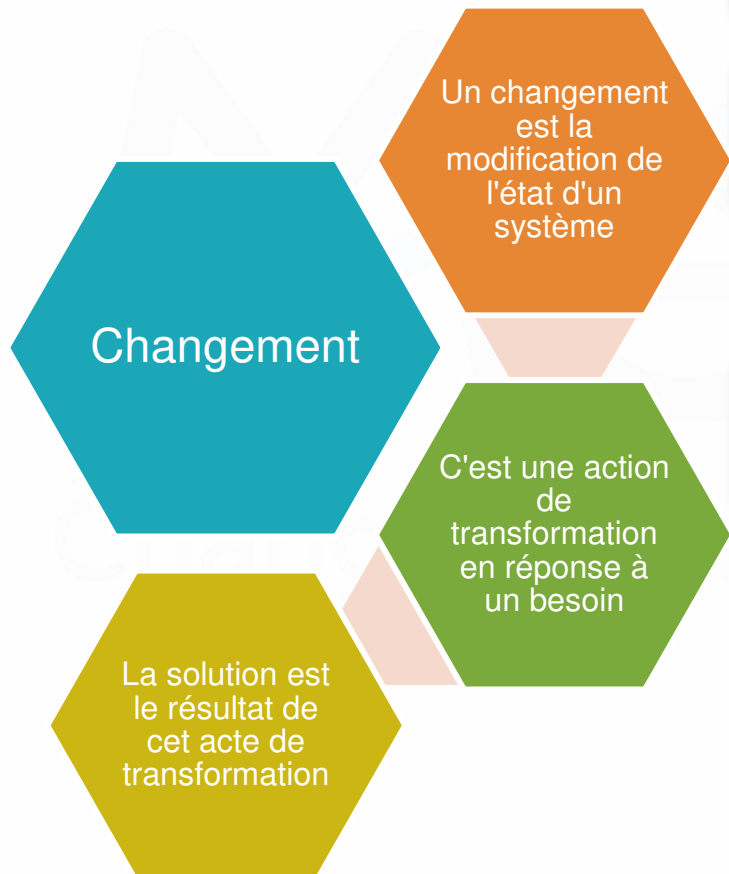 Changement
Un changement
est la
modification de
l'état d'un
système
C'est une action
de
transformation
en réponse à
un besoin
La solution est
le résultat de
cet acte de
transformation